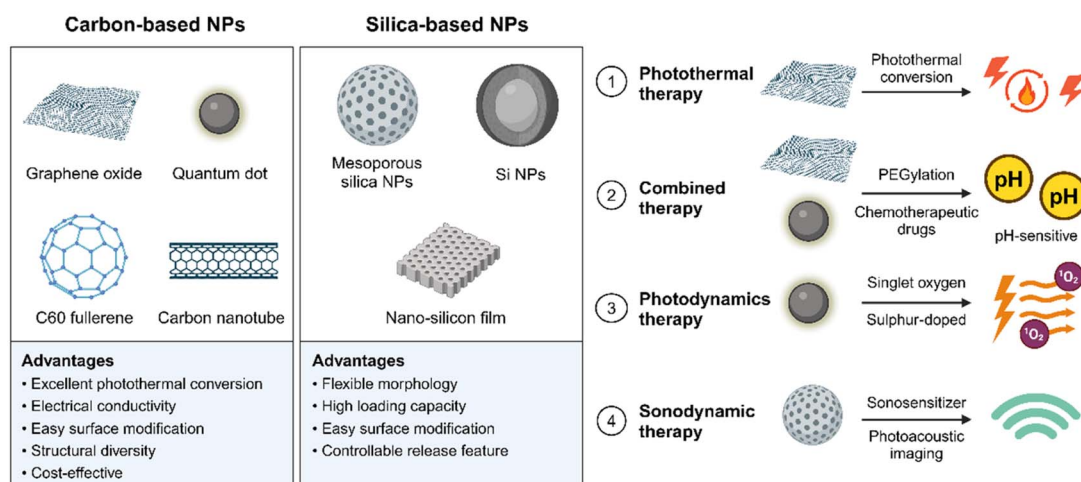 Carbon-based NPs
Graphene oxide
Quantum dot
C60 fullerene
Carbon nanotube
Advantages
• Excellent photothermal conversion
• Electrical conductivity
• Easy surface modification
• Structural diversity
• Cost-effective
Silica-based NPs
Mesoporous
silica NPs
Si NPs
Nano-silicon film
Advantages
• Flexible morphology
• High loading capacity
• Easy surface modification
• Controllable release feature
1
Photothermal
therapy
Photothermal
conversion
2
Combined
therapy
PEGylation
Chemotherapeutic
drugs
pH
pH
pH-sensitive
3
Photodynamics
therapy
Singlet oxygen
Sulphur-doped
¹O₂
¹O₂
4
Sonodynamic
therapy
Sonosensitizer
Photoacoustic
imaging